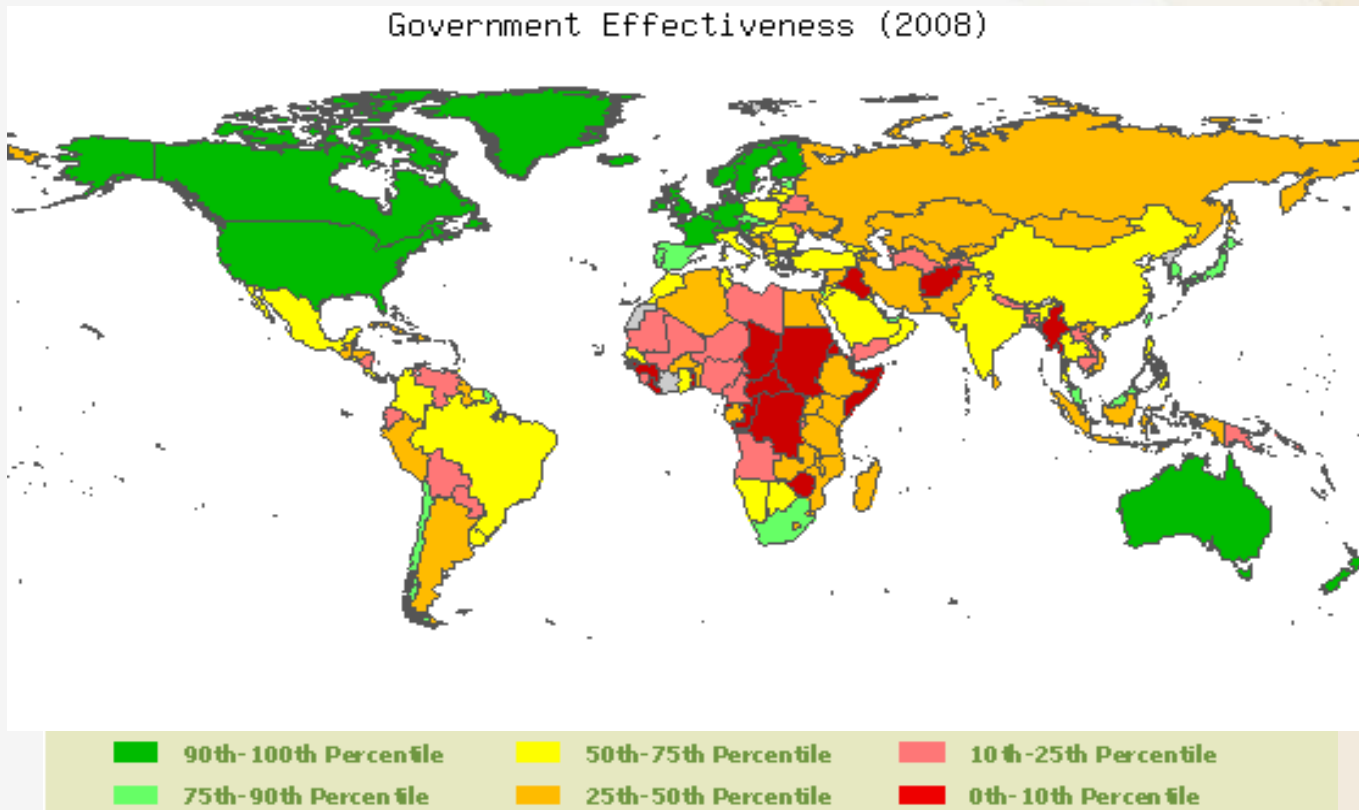 Government Effectiveness (2008)
90th-100th Percentile 50th-75th Percentile 10th-25th Percentile
75th-90th Percentile 25th-50th Percentile 0th-10th Percentile